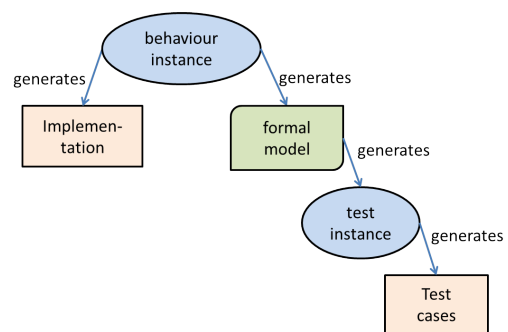 behaviour
instance
generates
generates
Implemen-
tation
formal
model
generates
test
instance
generates
Test
cases